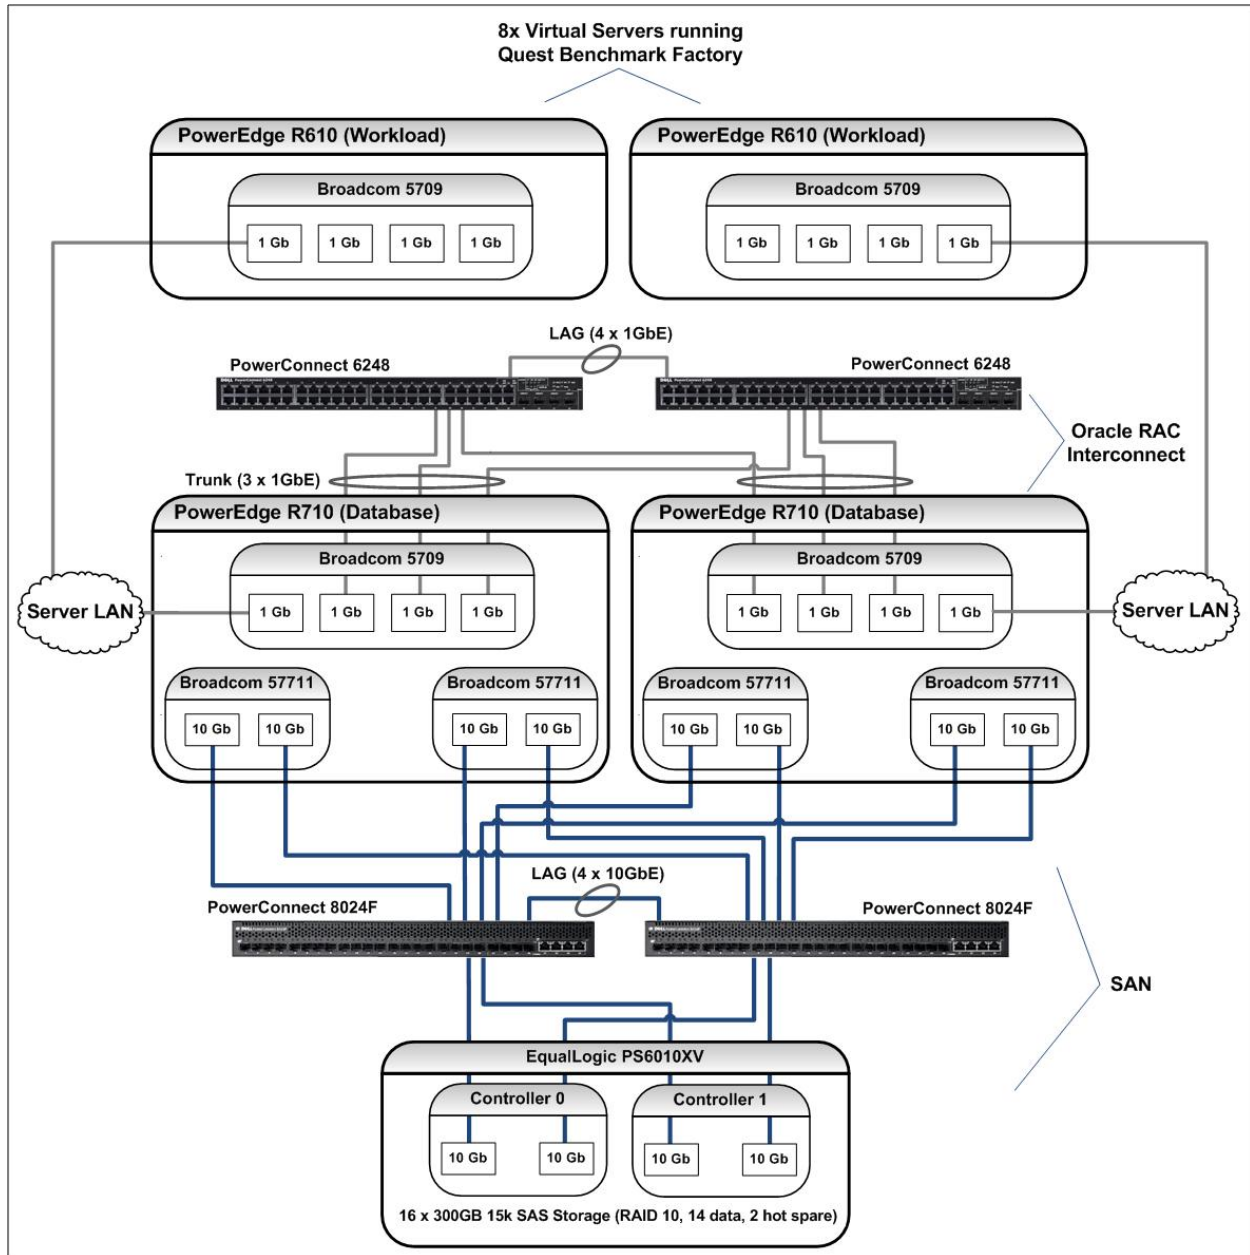 8x Virtual Servers running
Quest Benchmark Factory
PowerEdge R610 (Workload)
PowerEdge R610 (Workload)
Broadcom 5709
Broadcom 5709
1 Gb 1 Gb 1 Gb 1 Gb
1 Gb 1 Gb 1 Gb 1 Gb
LAG (4 x 1GbE)
PowerConnect 6248
PowerConnect 6248
Oracle RAC
Interconnect
Trunk (3 x 1GbE)
PowerEdge R710 (Database)
PowerEdge R710 (Database)
Broadcom 5709
Broadcom 5709
Server LAN
1 Gb 1 Gb 1 Gb 1 Gb
1 Gb 1 Gb 1 Gb 1 Gb
Server LAN
Broadcom 57711
Broadcom 57711
Broadcom 57711
Broadcom 57711
10 Gb 10 Gb
10 Gb 10 Gb
10 Gb 10 Gb
10 Gb 10 Gb
LAG (4 x 10GbE)
PowerConnect 8024F
PowerConnect 8024F
SAN
EqualLogic PS6010XV
Controller 0
Controller 1
10 Gb 10 Gb
10 Gb 10 Gb
16 x 300GB 15k SAS Storage (RAID 10, 14 data, 2 hot spare)